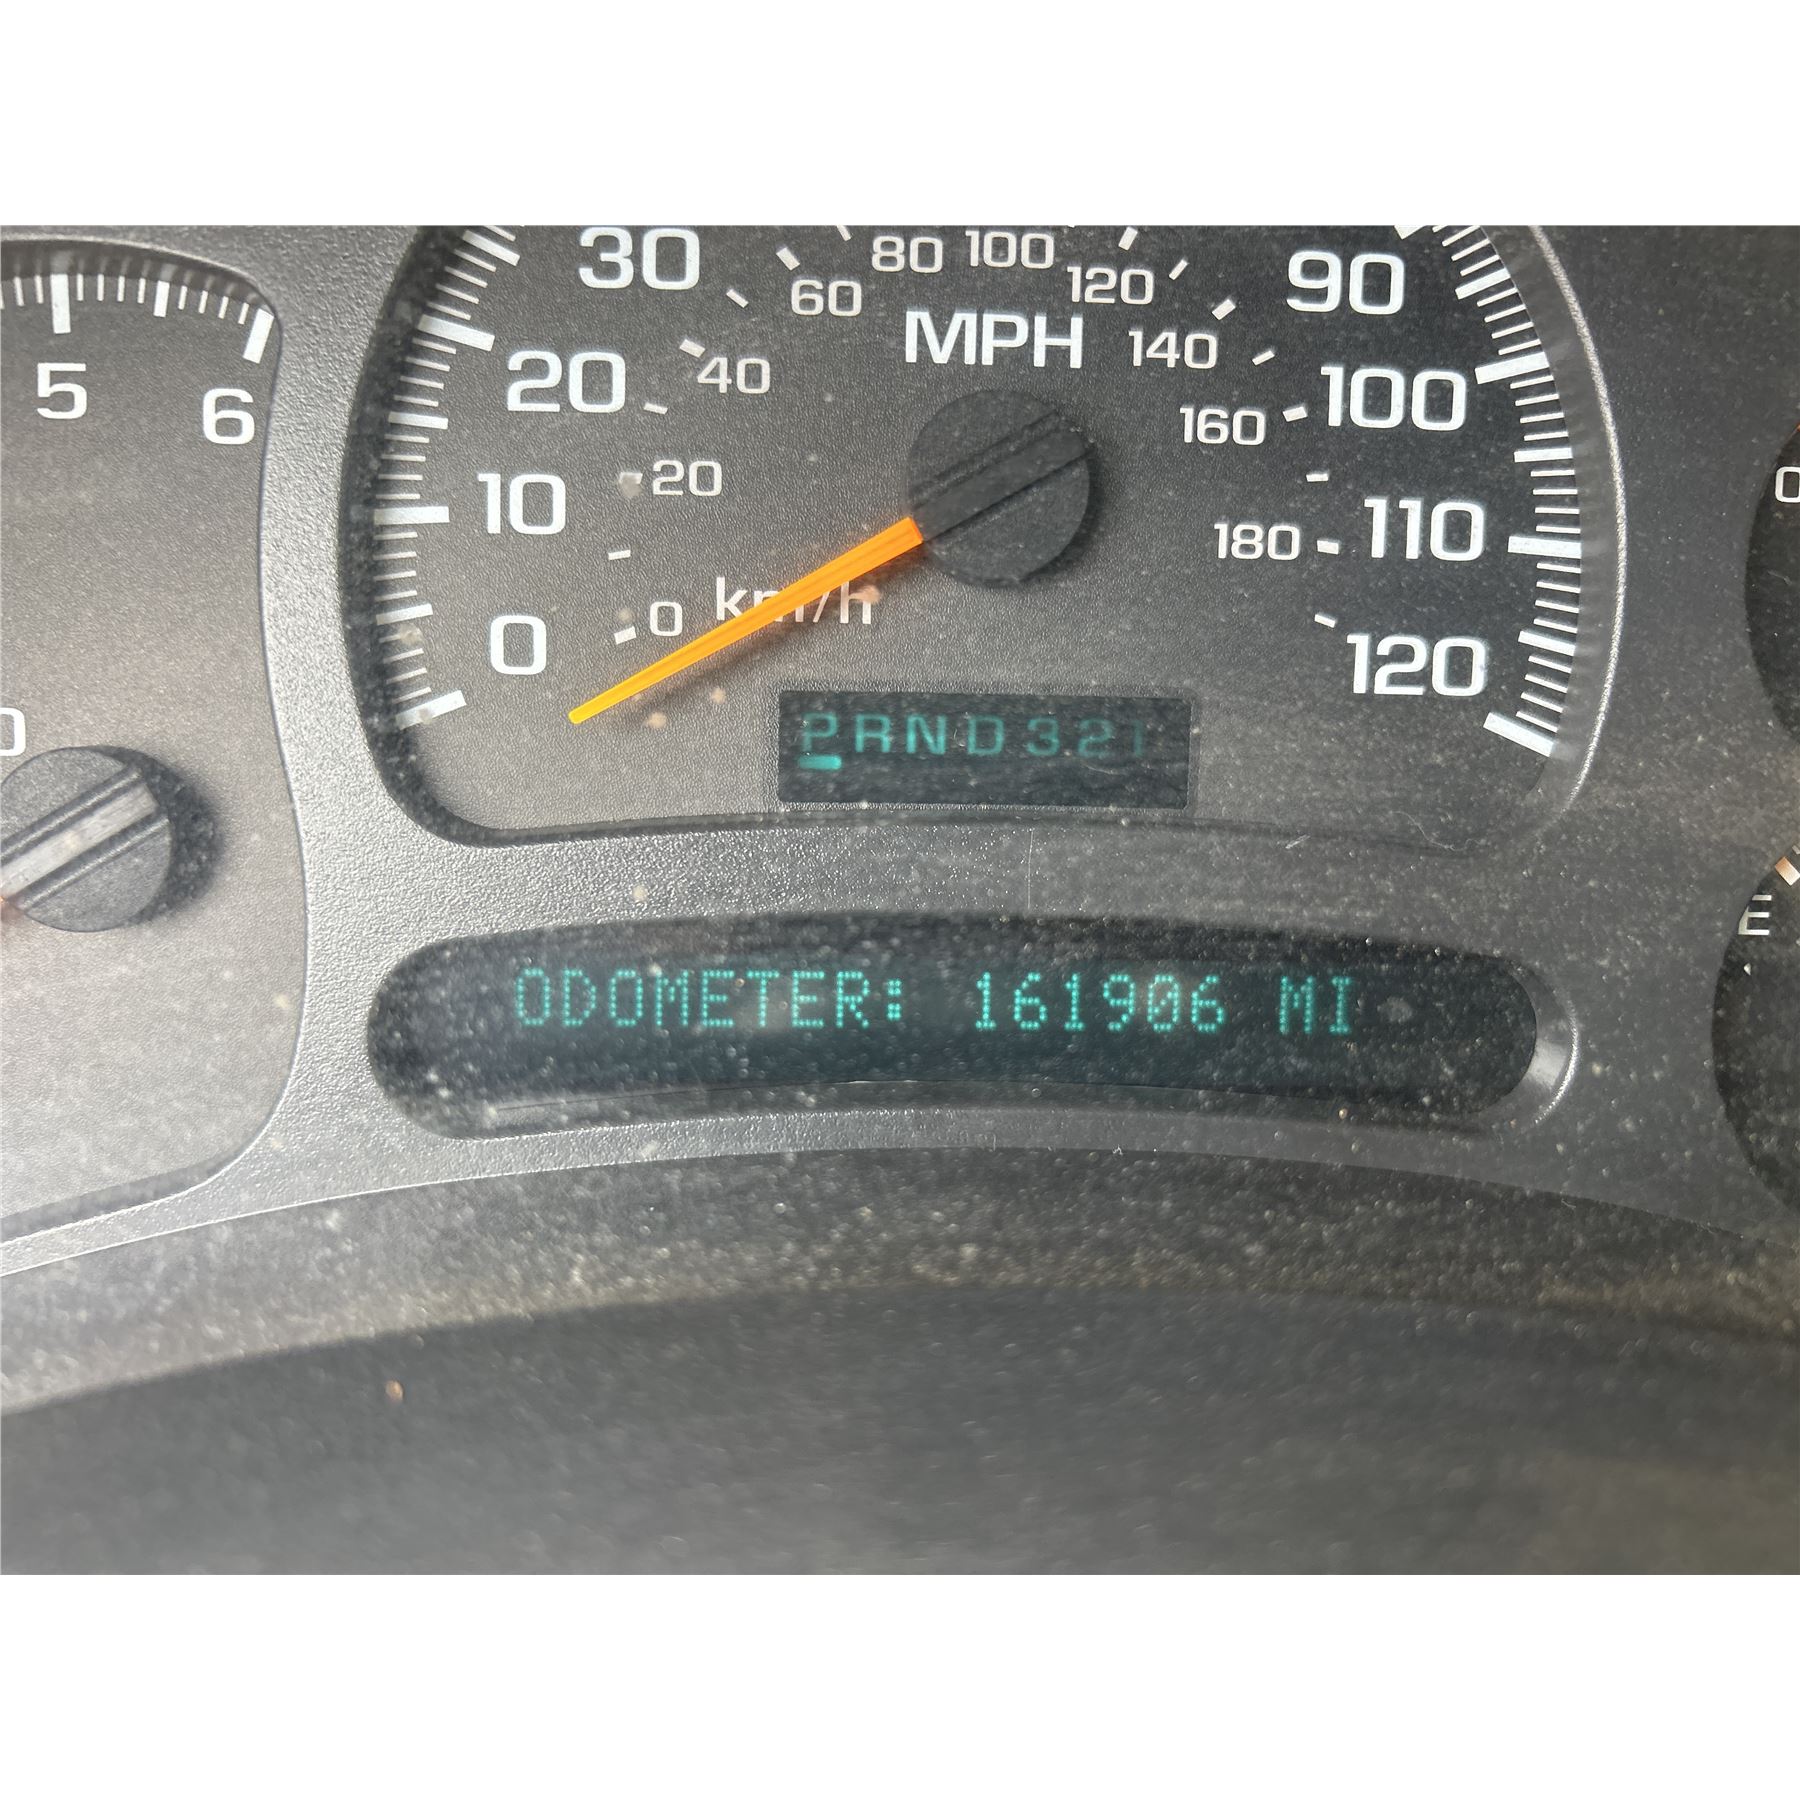 30 80 100 90
60 120
5 20 40 MPH 140 100
6 160
10 20 110
180
0 0 km/h 120
PRND321
E
ODOMETER: 161906 MI